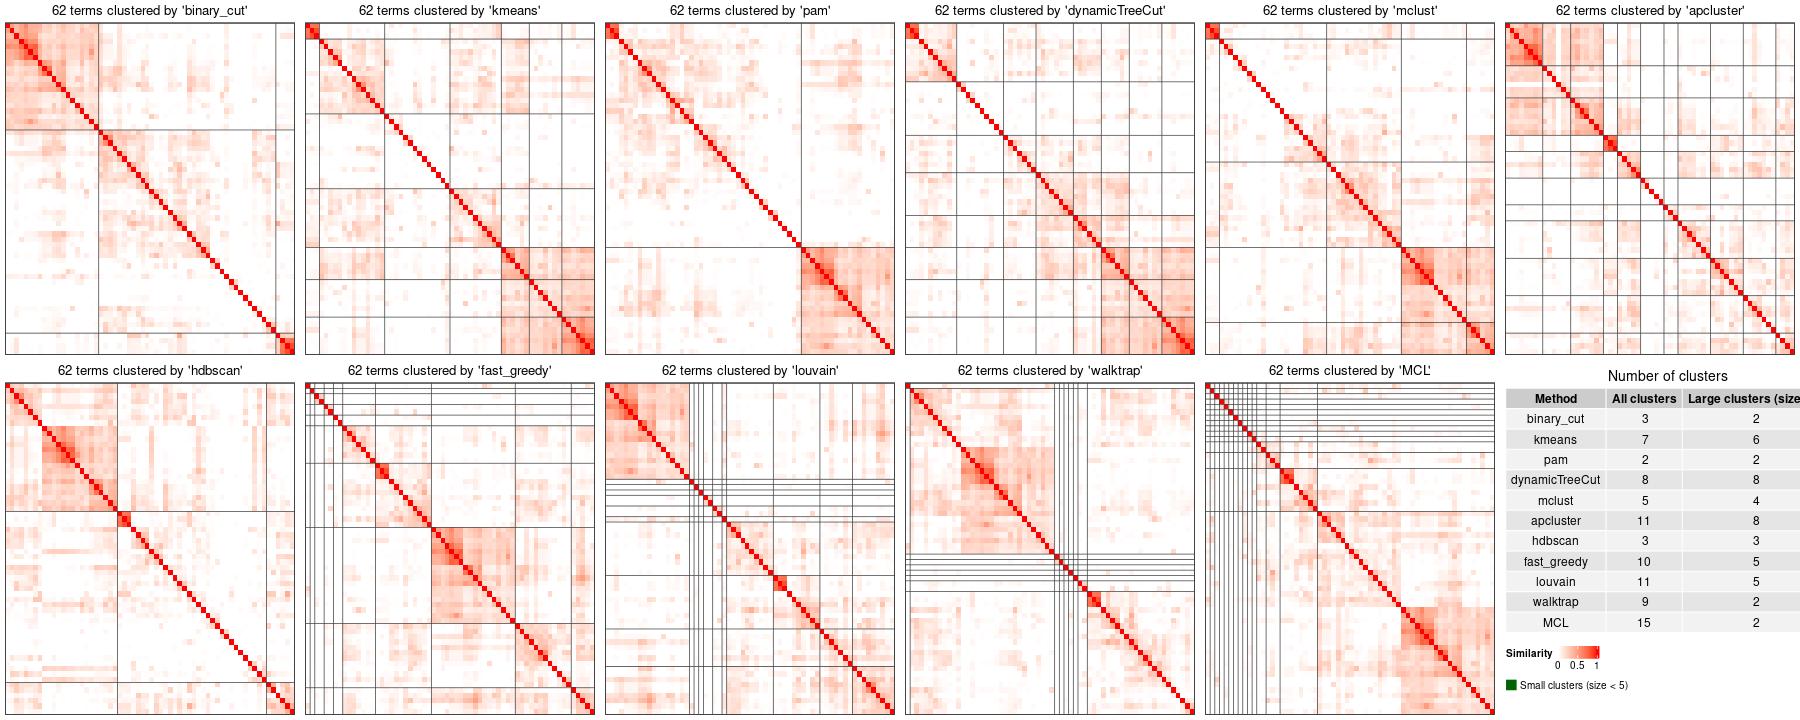 62 terms clustered by 'binary_cut'
62 terms clustered by 'kmeans'
62 terms clustered by 'pam'
62 terms clustered by 'dynamicTreeCut'
62 terms clustered by 'mclust'
62 terms clustered by 'apcluster'
62 terms clustered by 'hdbscan'
62 terms clustered by 'fast_greedy'
62 terms clustered by 'louvain'
62 terms clustered by 'walktrap'
62 terms clustered by 'MCL'
Number of clusters
Method All clusters Large clusters (size
binary_cut 3 2
kmeans 7 6
pam 2 2
dynamicTreeCut 8 8
mclust 5 4
apcluster 11 8
hdbscan 3 3
fast_greedy 10 5
louvain 11 5
walktrap 9 2
MCL 15 2
Similarity
0 0.5 1
Small clusters (size < 5)